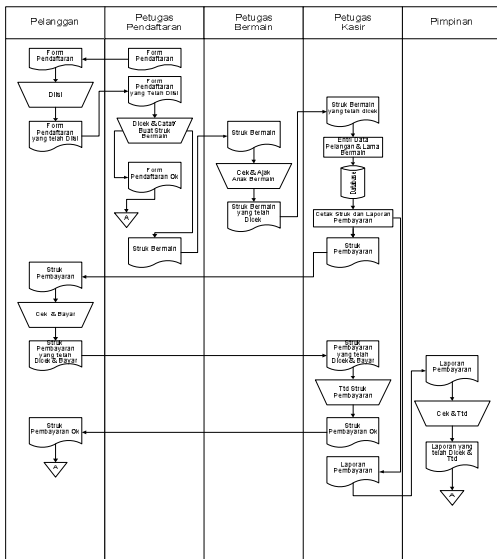 Pelanggan
Petugas
Pendaftaran
Petugas
Bermain
Petugas
Kasir
Pimpinan
Form
Pendaftaran
Form
Pendaftaran
Diisi
Form
Pendaftaran
yang Telah Diisi
Form
Pendaftaran
yang telah Diisi
Dicek & Catat/
Buat Struk
Bermain
Form
Pendaftaran Ok
A
Struk Bermain
Struk Bermain
Cek & Ajak
Anak Bermain
Struk Bermain
yang telah
Dicek
Struk Bermain
yang telah dicek
Entri Data
Pelangan & Lama
Bermain
Database
Cetak Struk dan Laporan
Pembayaran
Struk
Pembayaran
Struk
Pembayaran
Cek & Bayar
Struk
Pembayaran
yang telah
Dicek & Bayar
Struk
Pembayaran
yang telah
Dicek & Bayar
Ttd Struk
Pembayaran
Struk
Pembayaran Ok
Struk
Pembayaran Ok
A
Laporan
Pembayaran
Laporan
Pembayaran
Cek & Ttd
Laporan yang
telah Dicek &
Ttd
A